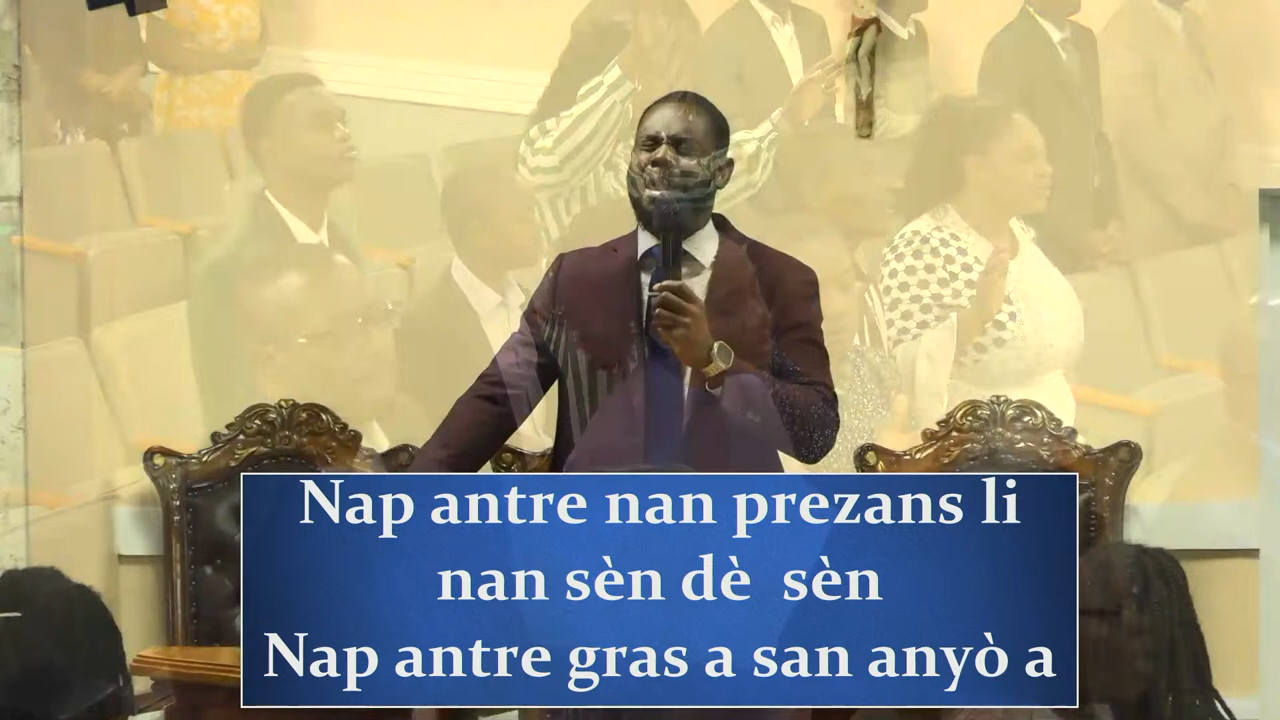 Nap antre nan prezans li
nan sèn dè  sèn
Nap antre gras a san anyò a